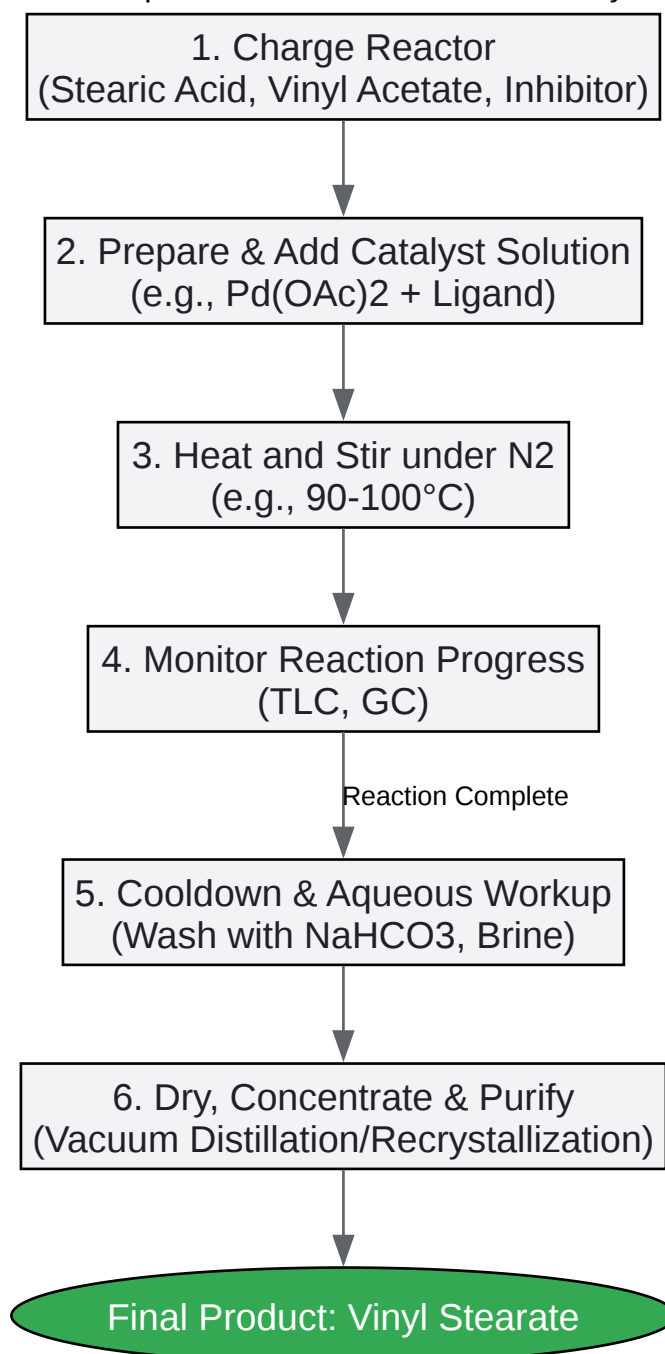 1. Charge Reactor
(Stearic Acid, Vinyl Acetate, Inhibitor)
2. Prepare & Add Catalyst Solution
(e.g., Pd(OAc)2 + Ligand)
3. Heat and Stir under N2
(e.g., 90-100°C)
4. Monitor Reaction Progress
(TLC, GC)
Reaction Complete
5. Cooldown & Aqueous Workup
(Wash with NaHCO3, Brine)
6. Dry, Concentrate & Purify
(Vacuum Distillation/Recrystallization)
Final Product: Vinyl Stearate